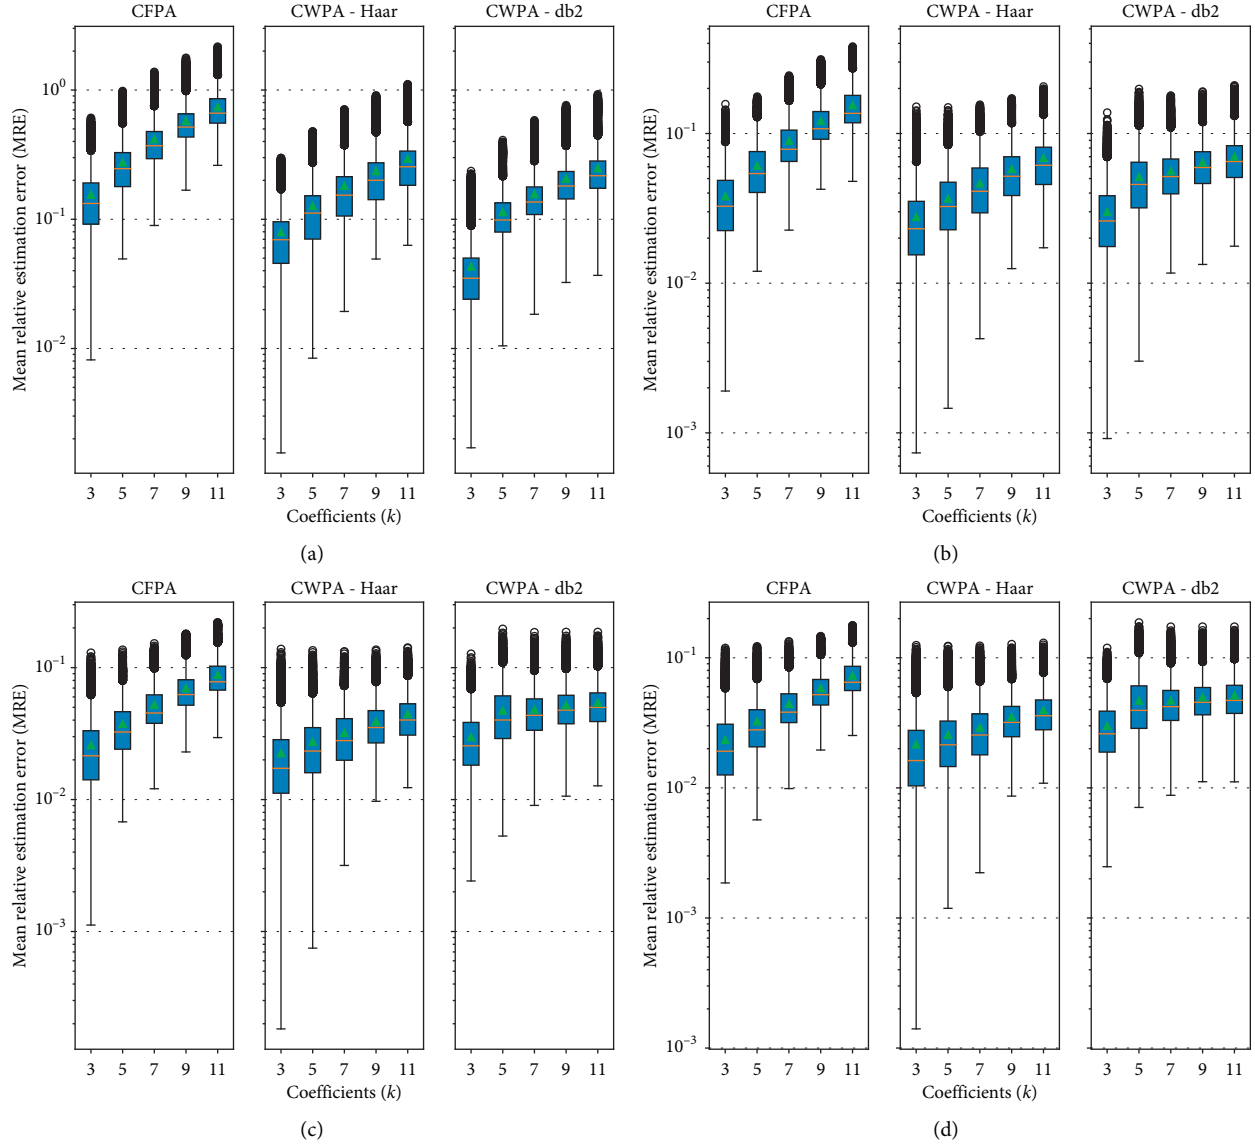 CFPA CWPA - Haar CWPA - db2
Mean relative estimation error (MRE)
10⁰
10⁻¹
10⁻²
3 5 7 9 11 3 5 7 9 11 3 5 7 9 11
Coefficients (k)
(a)
CFPA CWPA - Haar CWPA - db2
Mean relative estimation error (MRE)
10⁻¹
10⁻²
10⁻³
3 5 7 9 11 3 5 7 9 11 3 5 7 9 11
Coefficients (k)
(b)
CFPA CWPA - Haar CWPA - db2
Mean relative estimation error (MRE)
10⁻¹
10⁻²
10⁻³
3 5 7 9 11 3 5 7 9 11 3 5 7 9 11
Coefficients (k)
(c)
CFPA CWPA - Haar CWPA - db2
Mean relative estimation error (MRE)
10⁻¹
10⁻²
10⁻³
10⁻³
3 5 7 9 11 3 5 7 9 11 3 5 7 9 11
Coefficients (k)
(d)